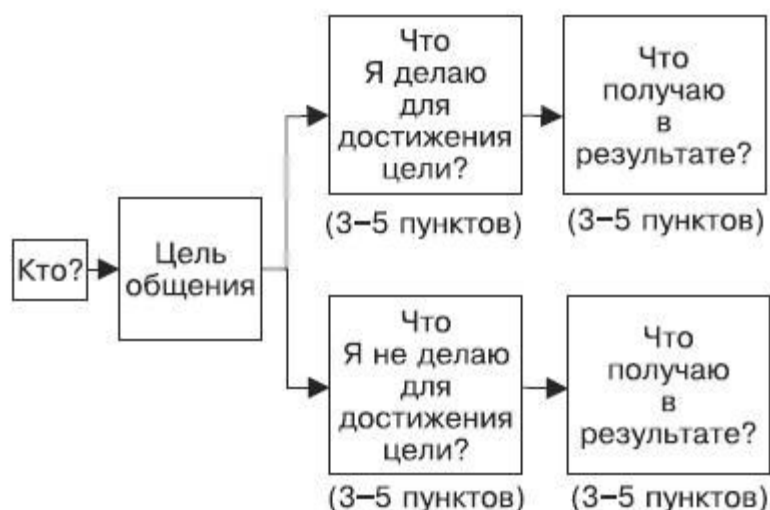 Кто?
Цель
общения
Что
Я делаю
для
достижения
цели?
(3–5 пунктов)
Что
получаю
в
результате?
(3–5 пунктов)
Что
Я не делаю
для
достижения
цели?
(3–5 пунктов)
Что
получаю
в
результате?
(3–5 пунктов)